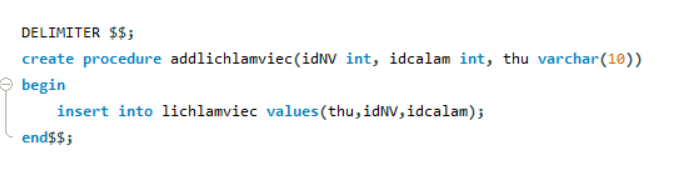 DELIMITER $$;
create procedure addlichlamviec(idNV int, idcalam int, thu varchar(10))
begin
insert into lichlamviec values(thu,idNV,idcalam);
end$$;